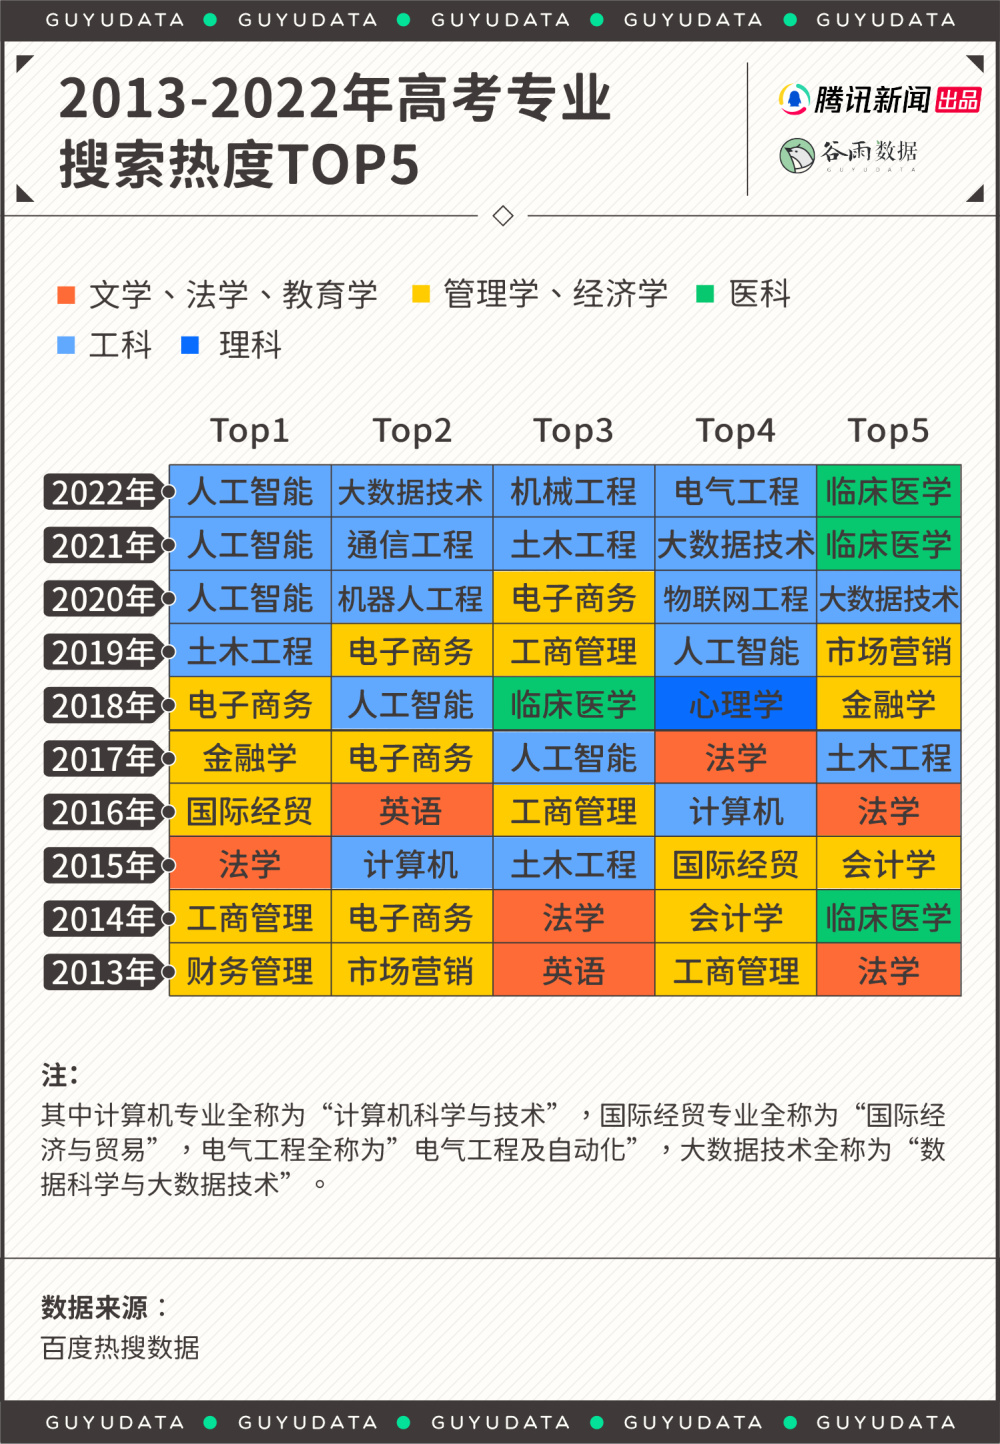 GUYUDATA GUYUDATA GUYUDATA GUYUDATA GUYUDATA
2013-2022年高考专业
搜索热度TOP5
腾讯新闻 出品
谷雨数据
GUYUDATA
文学、法学、教育学 管理学、经济学 医科
工科 理科
Top1 Top2 Top3 Top4 Top5
2022年 人工智能 大数据技术 机械工程 电气工程 临床医学
2021年 人工智能 通信工程 土木工程 大数据技术 临床医学
2020年 人工智能 机器人工程 电子商务 物联网工程 大数据技术
2019年 土木工程 电子商务 工商管理 人工智能 市场营销
2018年 电子商务 人工智能 临床医学 心理学 金融学
2017年 金融学 电子商务 人工智能 法学 土木工程
2016年 国际经贸 英语 工商管理 计算机 法学
2015年 法学 计算机 土木工程 国际经贸 会计学
2014年 工商管理 电子商务 法学 会计学 临床医学
2013年 财务管理 市场营销 英语 工商管理 法学
注：
其中计算机专业全称为“计算机科学与技术”，国际经贸专业全称为“国际经
济与贸易”，电气工程全称为”电气工程及自动化”，大数据技术全称为“数
据科学与大数据技术”。
数据来源：
百度热搜数据
GUYUDATA GUYUDATA GUYUDATA GUYUDATA GUYUDATA